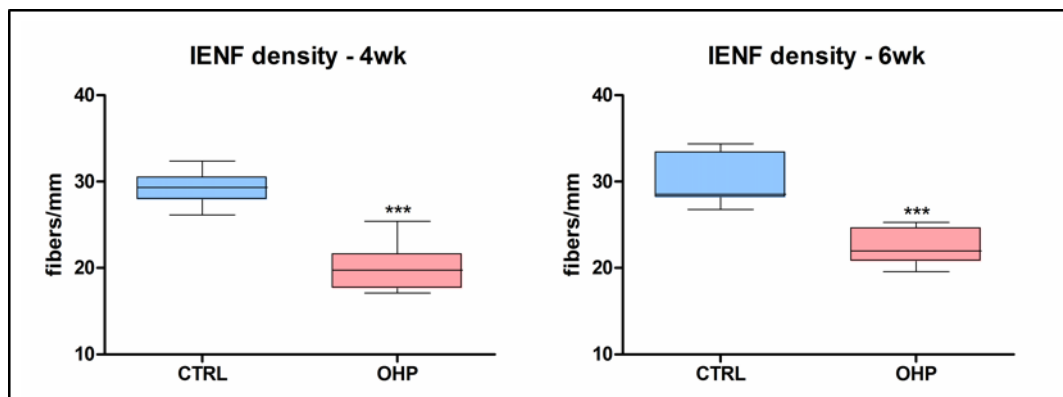 IENF density - 4wk
40
30
20
10
fibers/mm
***
CTRL
OHP
IENF density - 6wk
40
30
20
10
fibers/mm
***
CTRL
OHP